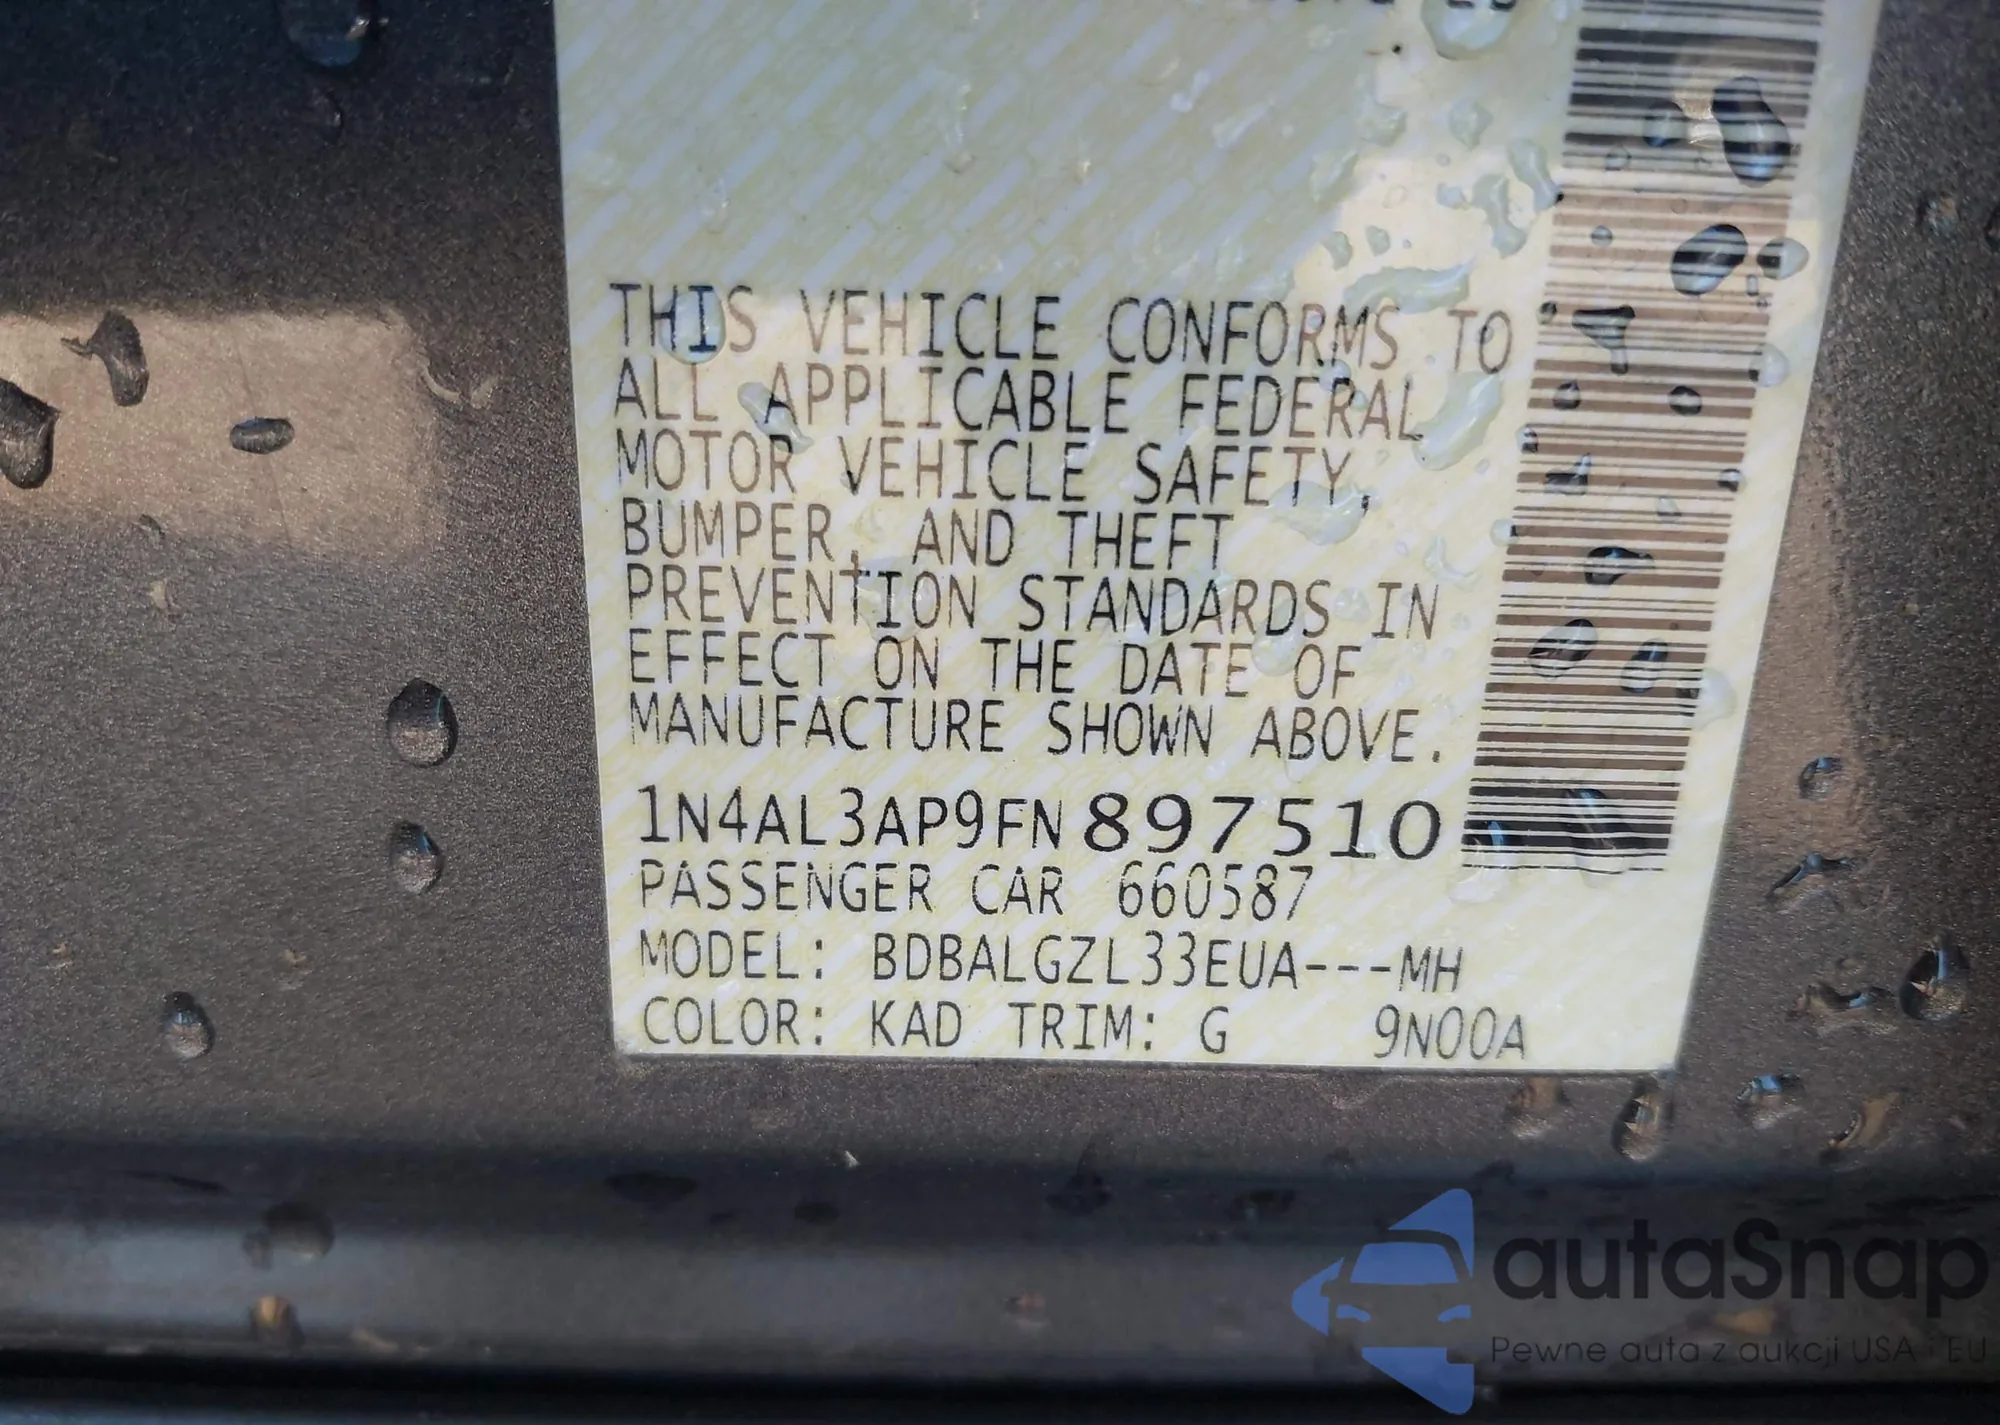 THIS VEHICLE CONFORMS TO
ALL APPLICABLE FEDERAL
MOTOR VEHICLE SAFETY,
BUMPER, AND THEFT
PREVENTION STANDARDS IN
EFFECT ON THE DATE OF
MANUFACTURE SHOWN ABOVE.
1N4AL3AP9FN897510
PASSENGER CAR 660587
MODEL: BDBALGZL33EUA---MH
COLOR: KAD TRIM: G 9N00A
autaSnap
Pewne auta z aukcji USA i EU